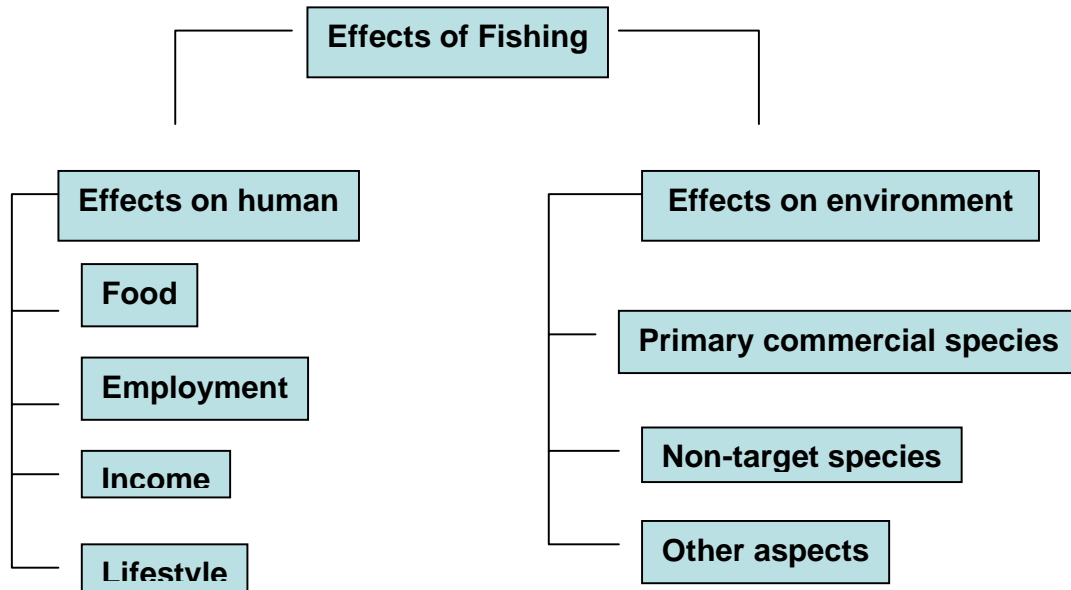 Effects of Fishing
Effects on human
Food
Employment
Income
Lifestyle
Effects on environment
Primary commercial species
Non-target species
Other aspects